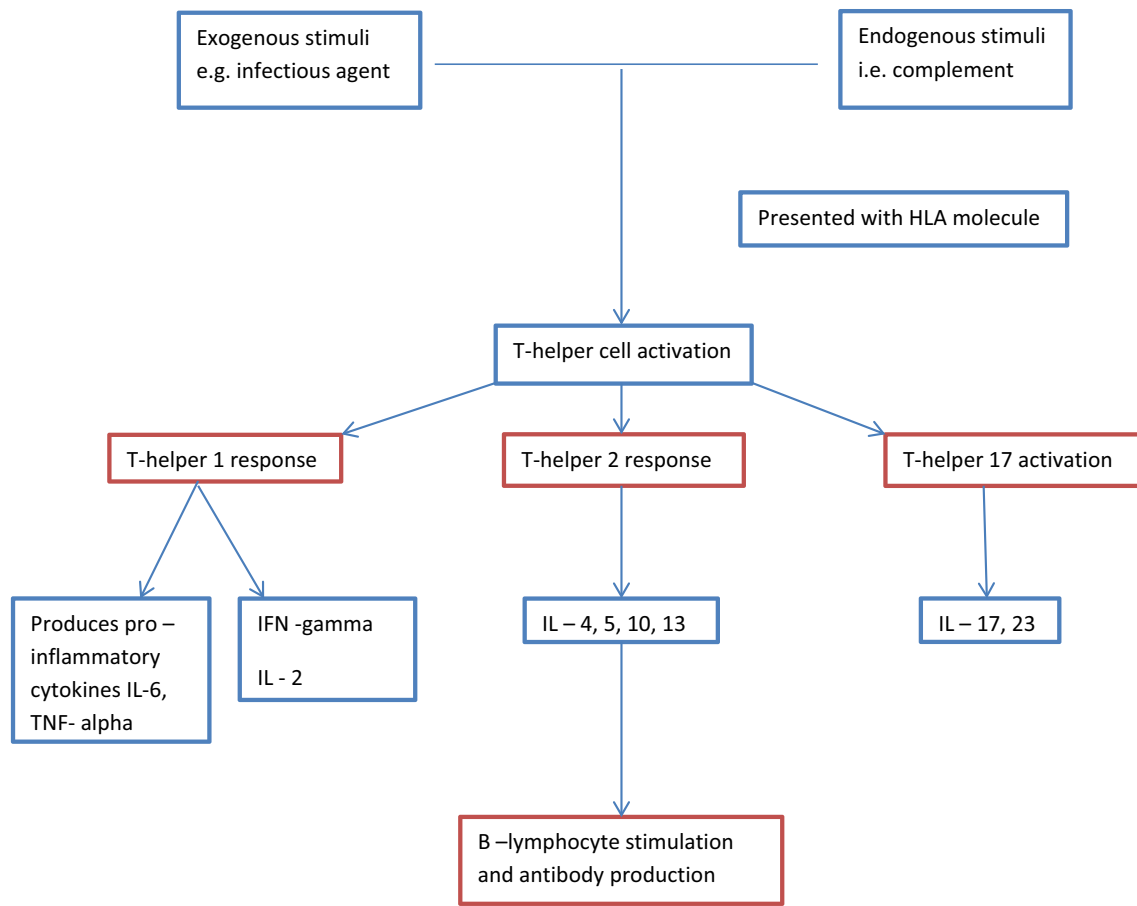 Exogenous stimuli
e.g. infectious agent
Endogenous stimuli
i.e. complement
Presented with HLA molecule
T-helper cell activation
T-helper 1 response
T-helper 2 response
T-helper 17 activation
Produces pro –
inflammatory
cytokines IL-6,
TNF- alpha
IFN -gamma
IL - 2
IL – 4, 5, 10, 13
IL – 17, 23
B –lymphocyte stimulation
and antibody production